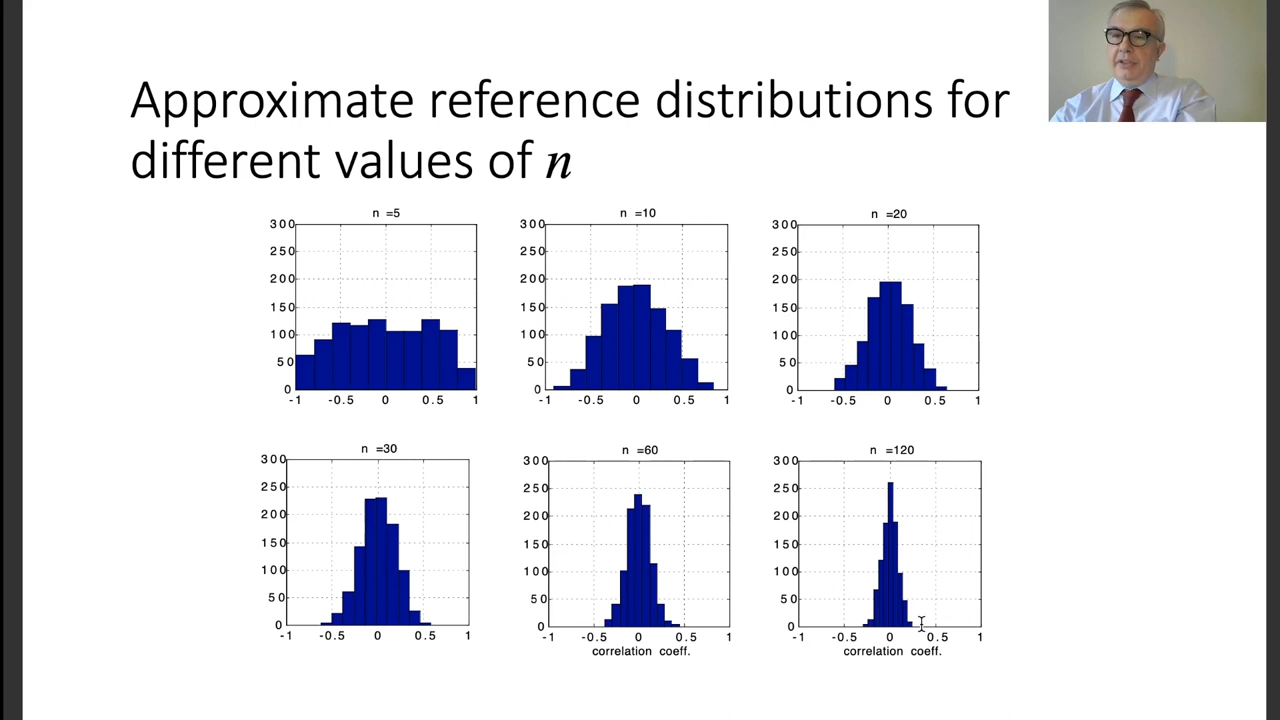 Approximate reference distributions for
different values of n
n =5
300
250
200
150
100
50
0
-1 -0.5 0 0.5 1
n =10
300
250
200
150
100
50
0
-1 -0.5 0 0.5 1
n =20
300
250
200
150
100
50
0
-1 -0.5 0 0.5 1
n =30
300
250
200
150
100
50
0
-1 -0.5 0 0.5 1
n =60
300
250
200
150
100
50
0
-1 -0.5 0 0.5 1
correlation coeff.
n =120
300
250
200
150
100
50
0
-1 -0.5 0 0.5 1
correlation coeff.